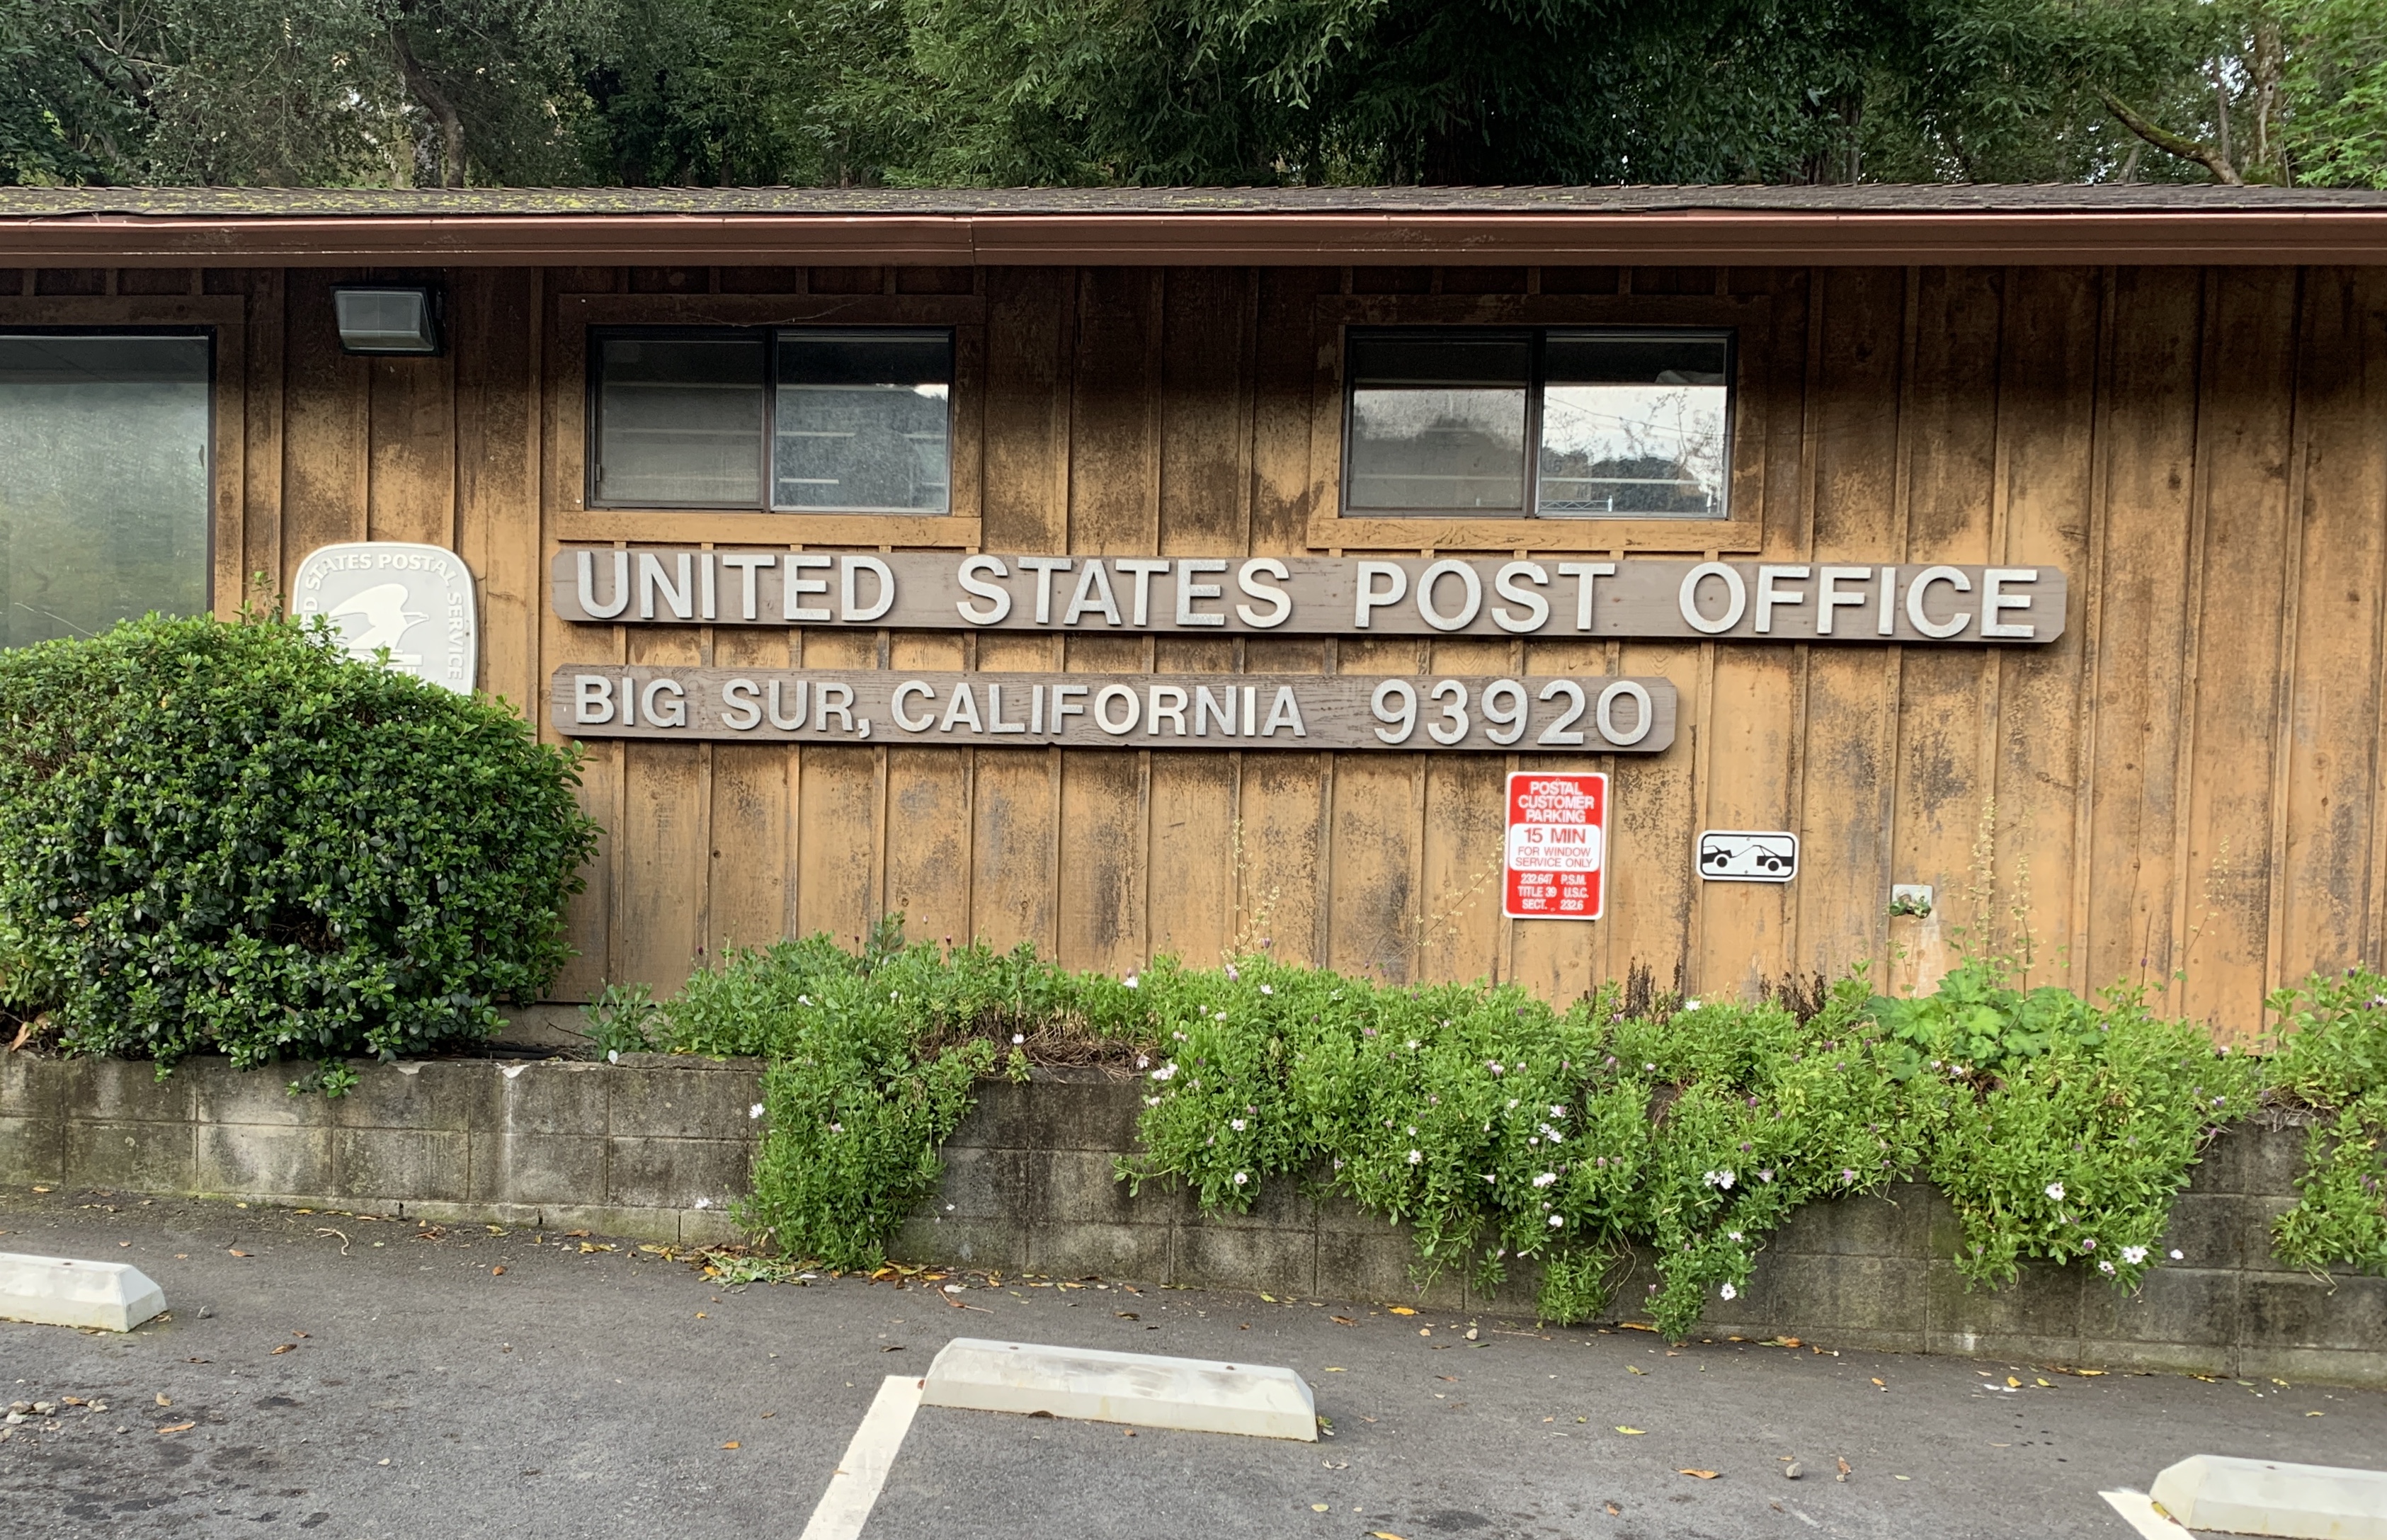 UNITED STATES POST OFFICE
D STATES POSTAL SERVICE
BIG SUR, CALIFORNIA 93920
POSTAL
CUSTOMER
PARKING
15 MIN
FOR WINDOW
SERVICE ONLY
232.647 P.S.M.
TITLE 39 U.S.C.
SECT. 232.6